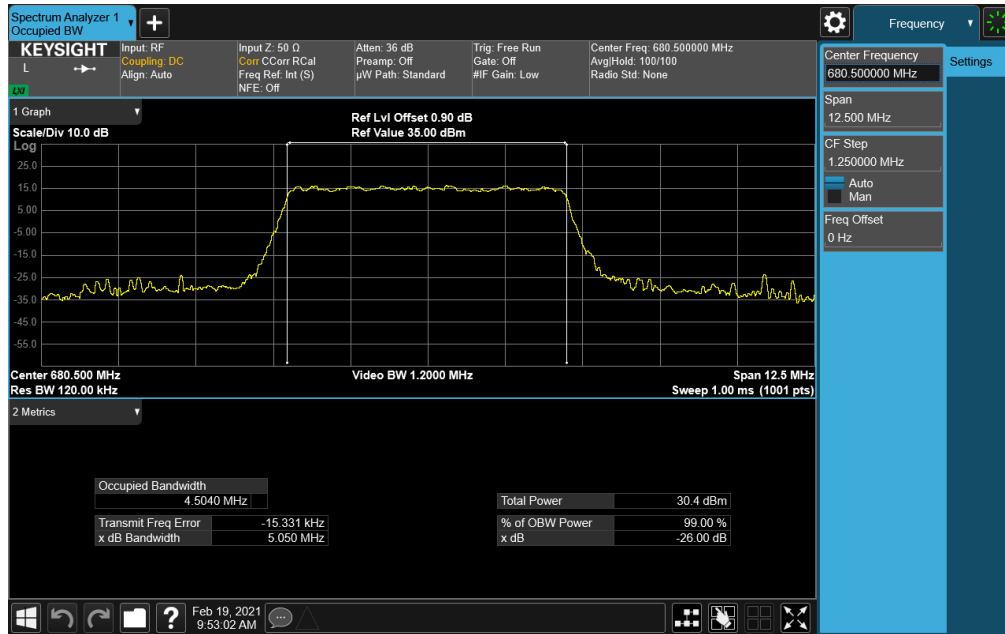 Spectrum Analyzer 1
Occupied BW
Frequency
KEYSIGHT
L
LXI
Input: RF
Coupling: DC
Align: Auto
Input Z: 50 Ω
Corr CCorr RCal
Freq Ref: Int (S)
NFE: Off
Atten: 36 dB
Preamp: Off
µW Path: Standard
Trig: Free Run
Gate: Off
#IF Gain: Low
Center Freq: 680.500000 MHz
Avg|Hold: 100/100
Radio Std: None
Center Frequency
680.500000 MHz
Settings
Span
12.500 MHz
CF Step
1.250000 MHz
Auto
Man
Freq Offset
0 Hz
1 Graph
Scale/Div 10.0 dB
Ref Lvl Offset 0.90 dB
Ref Value 35.00 dBm
Log
25.0
15.0
5.00
-5.00
-15.0
-25.0
-35.0
-45.0
-55.0
Center 680.500 MHz
Video BW 1.2000 MHz
Span 12.5 MHz
Res BW 120.00 kHz
Sweep 1.00 ms (1001 pts)
2 Metrics
Occupied Bandwidth
4.5040 MHz
Total Power 30.4 dBm
Transmit Freq Error -15.331 kHz
% of OBW Power 99.00 %
x dB Bandwidth 5.050 MHz
x dB -26.00 dB
Feb 19, 2021
9:53:02 AM